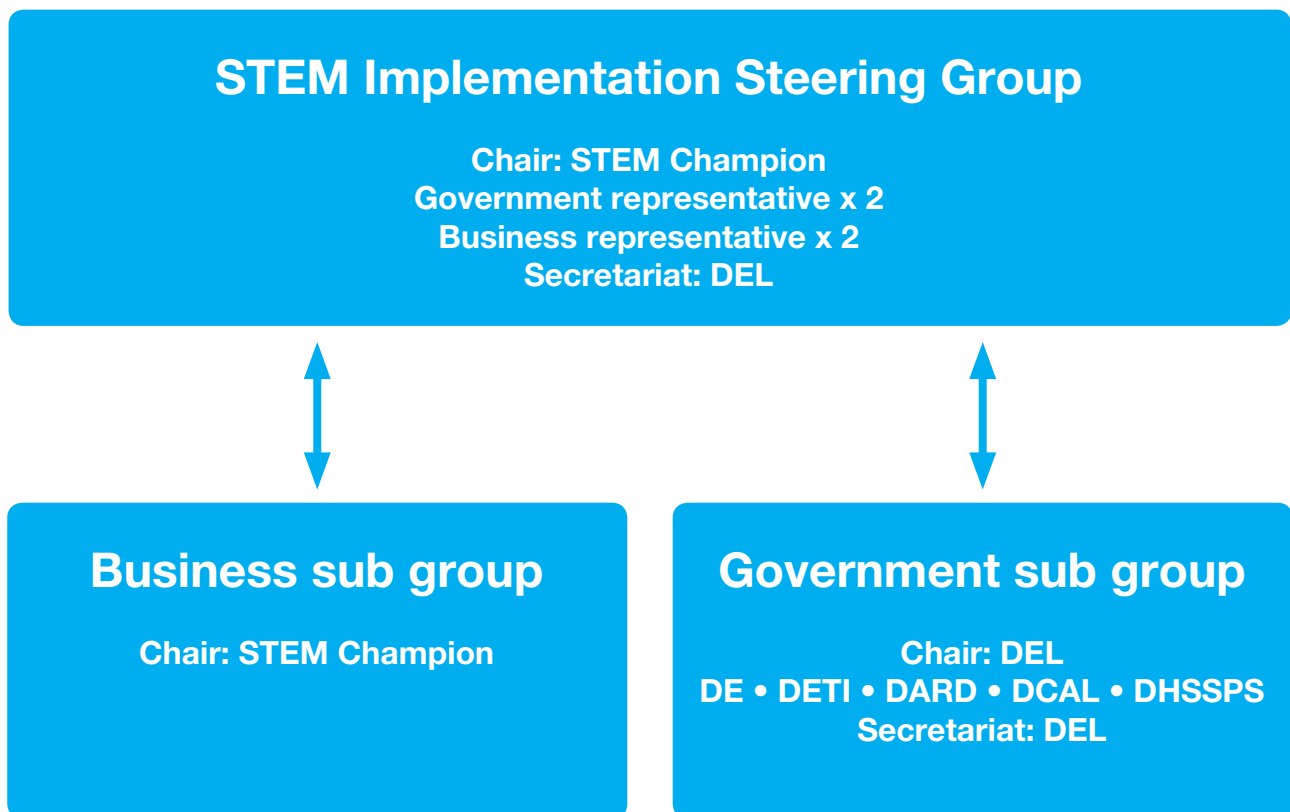 STEM Implementation Steering Group
Chair: STEM Champion
Government representative x 2
Business representative x 2
Secretariat: DEL
Business sub group
Chair: STEM Champion
Government sub group
Chair: DEL
DE • DETI • DARD • DCAL • DHSSPS
Secretariat: DEL